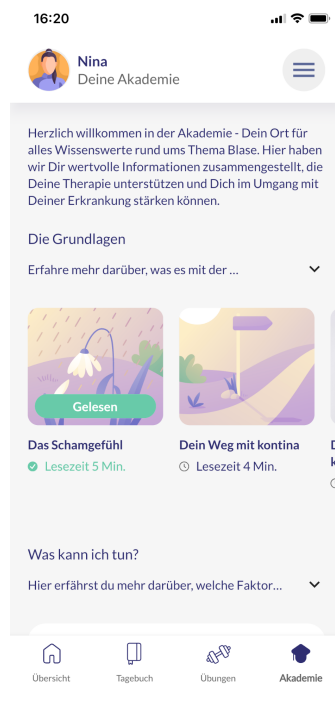 16:20
Nina
Deine Akademie
Herzlich willkommen in der Akademie - Dein Ort für
alles Wissenswerte rund ums Thema Blase. Hier haben
wir Dir wertvolle Informationen zusammengestellt, die
Deine Therapie unterstützen und Dich im Umgang mit
Deiner Erkrankung stärken können.
Die Grundlagen
Erfahre mehr darüber, was es mit der ...
Gelesen
Das Schamgefühl
Dein Weg mit kontina
Lesezeit 5 Min.
Lesezeit 4 Min.
Was kann ich tun?
Hier erfährst du mehr darüber, welche Faktor...
Übersicht
Tagebuch
Übungen
Akademie